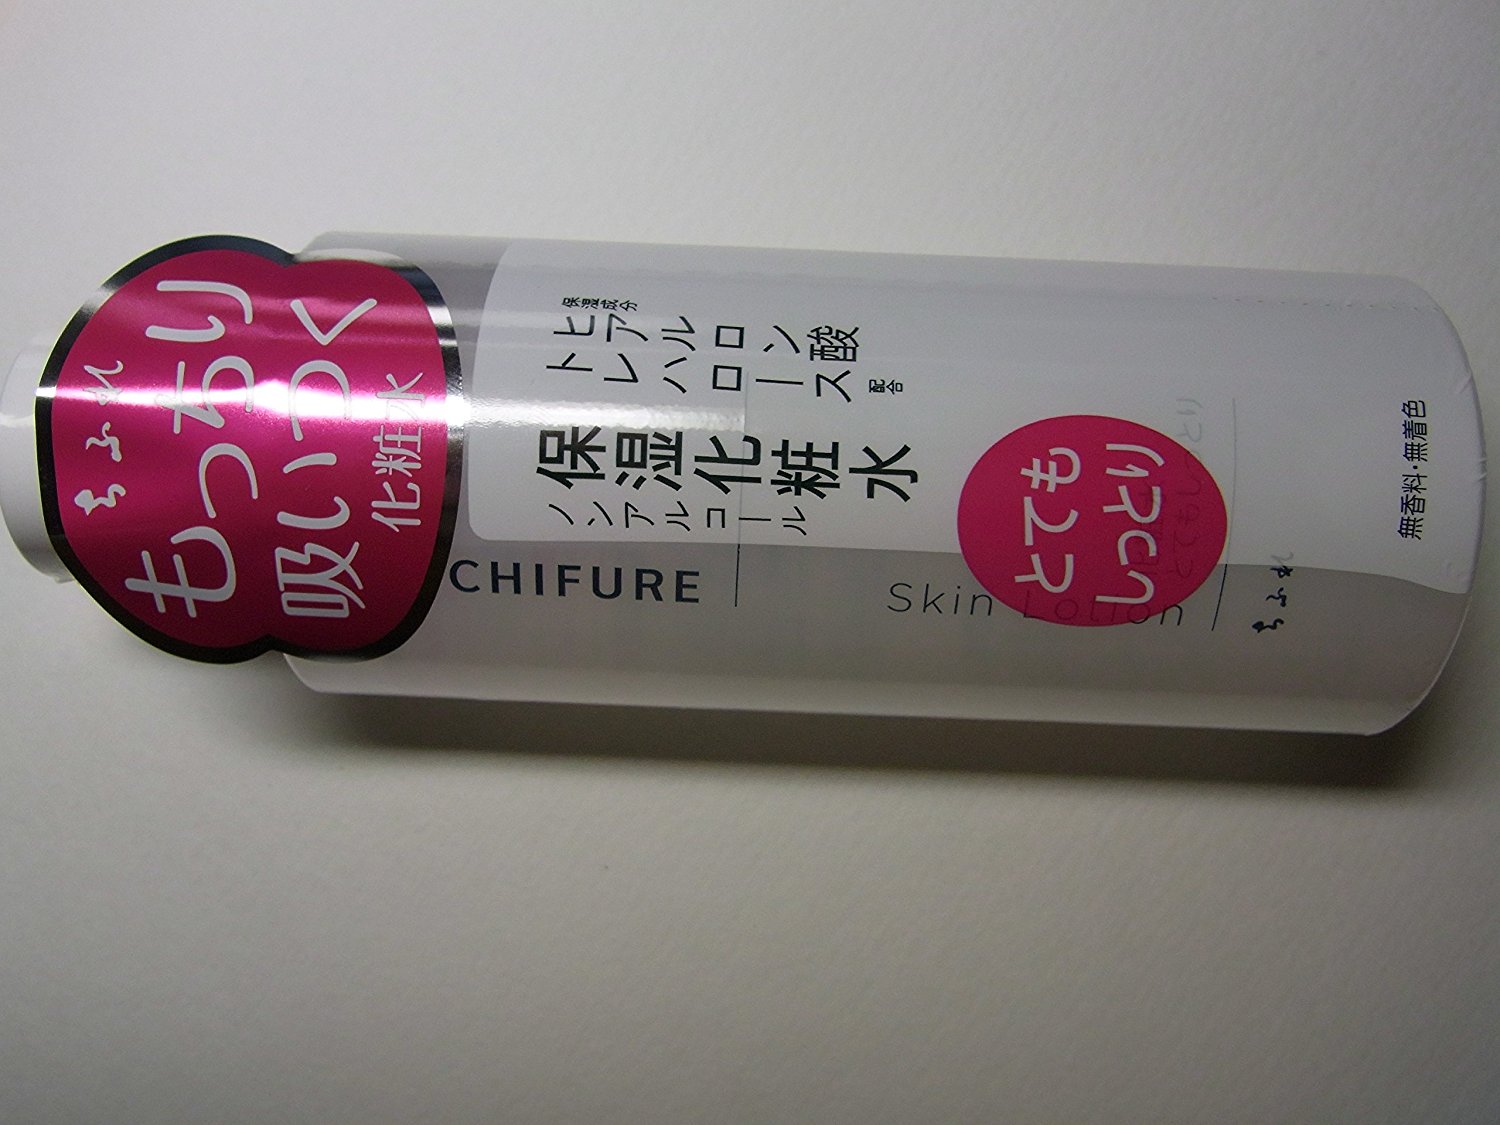 ちふれ
もっちり
吸いつく
化粧水
保湿成分
ヒアルロン酸
トレハロース配合
保湿化粧水
ノンアルコール
CHIFURE
Skin Lotion
とても
しっとり
ちふれ
無香料・無着色